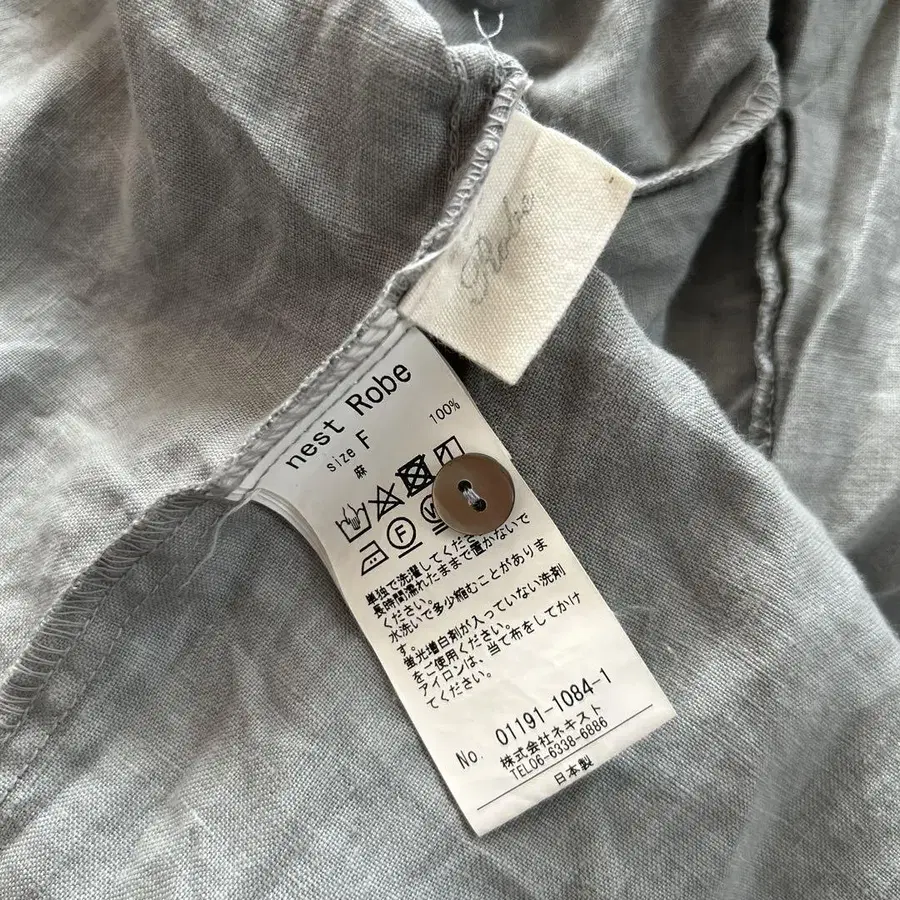 nest Robe
size F
麻 100%
F
W
単独で洗濯してください。
長時間濡れたままで置かないで
ください。
水洗いで多少縮むことがありま
す。
蛍光増白剤が入っていない洗剤
をご使用ください。
アイロンは、当て布をしてかけ
てください。
No. 01191-1084-1
株式会社ネキスト
TEL06-6338-6886
日本製